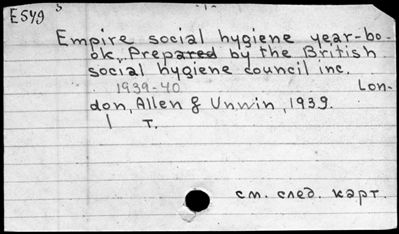 E549 s
Empire social hygiene year-bo-
ok. Prepared by the British
social hygiene council inc.
1939-40 Lon-
don, Allen & Unwin, 1939.
1 т.
см. след. карт.